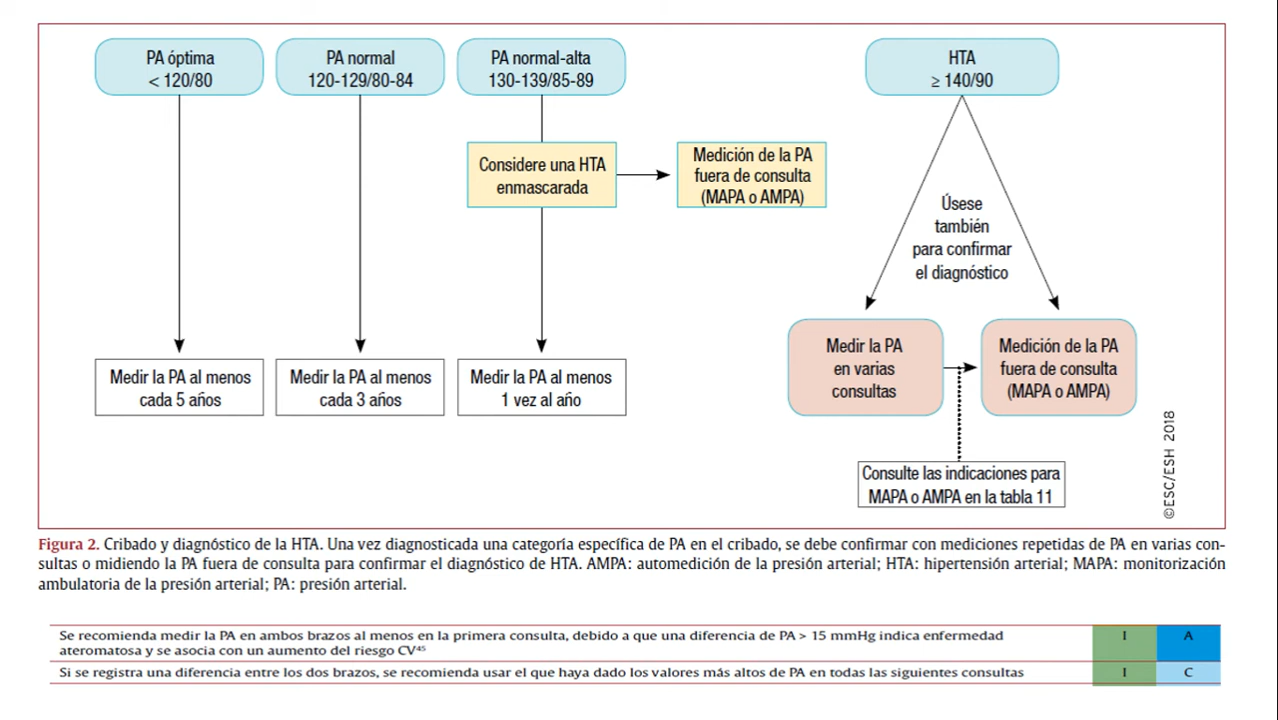 PA óptima
< 120/80
PA normal
120-129/80-84
PA normal-alta
130-139/85-89
HTA
≥ 140/90
Considere una HTA
enmascarada
Medición de la PA
fuera de consulta
(MAPA o AMPA)
Úsese
también
para confirmar
el diagnóstico
Medir la PA al menos
cada 5 años
Medir la PA al menos
cada 3 años
Medir la PA al menos
1 vez al año
Medir la PA
en varias
consultas
Medición de la PA
fuera de consulta
(MAPA o AMPA)
Consulte las indicaciones para
MAPA o AMPA en la tabla 11
©ESC/ESH 2018
Figura 2. Cribado y diagnóstico de la HTA. Una vez diagnosticada una categoría específica de PA en el cribado, se debe confirmar con mediciones repetidas de PA en varias con-
sultas o midiendo la PA fuera de consulta para confirmar el diagnóstico de HTA. AMPA: automedición de la presión arterial; HTA: hipertensión arterial; MAPA: monitorización
ambulatoria de la presión arterial; PA: presión arterial.
Se recomienda medir la PA en ambos brazos al menos en la primera consulta, debido a que una diferencia de PA > 15 mmHg indica enfermedad
ateromatosa y se asocia con un aumento del riesgo CV⁴⁵
I
A
Si se registra una diferencia entre los dos brazos, se recomienda usar el que haya dado los valores más altos de PA en todas las siguientes consultas
I
C